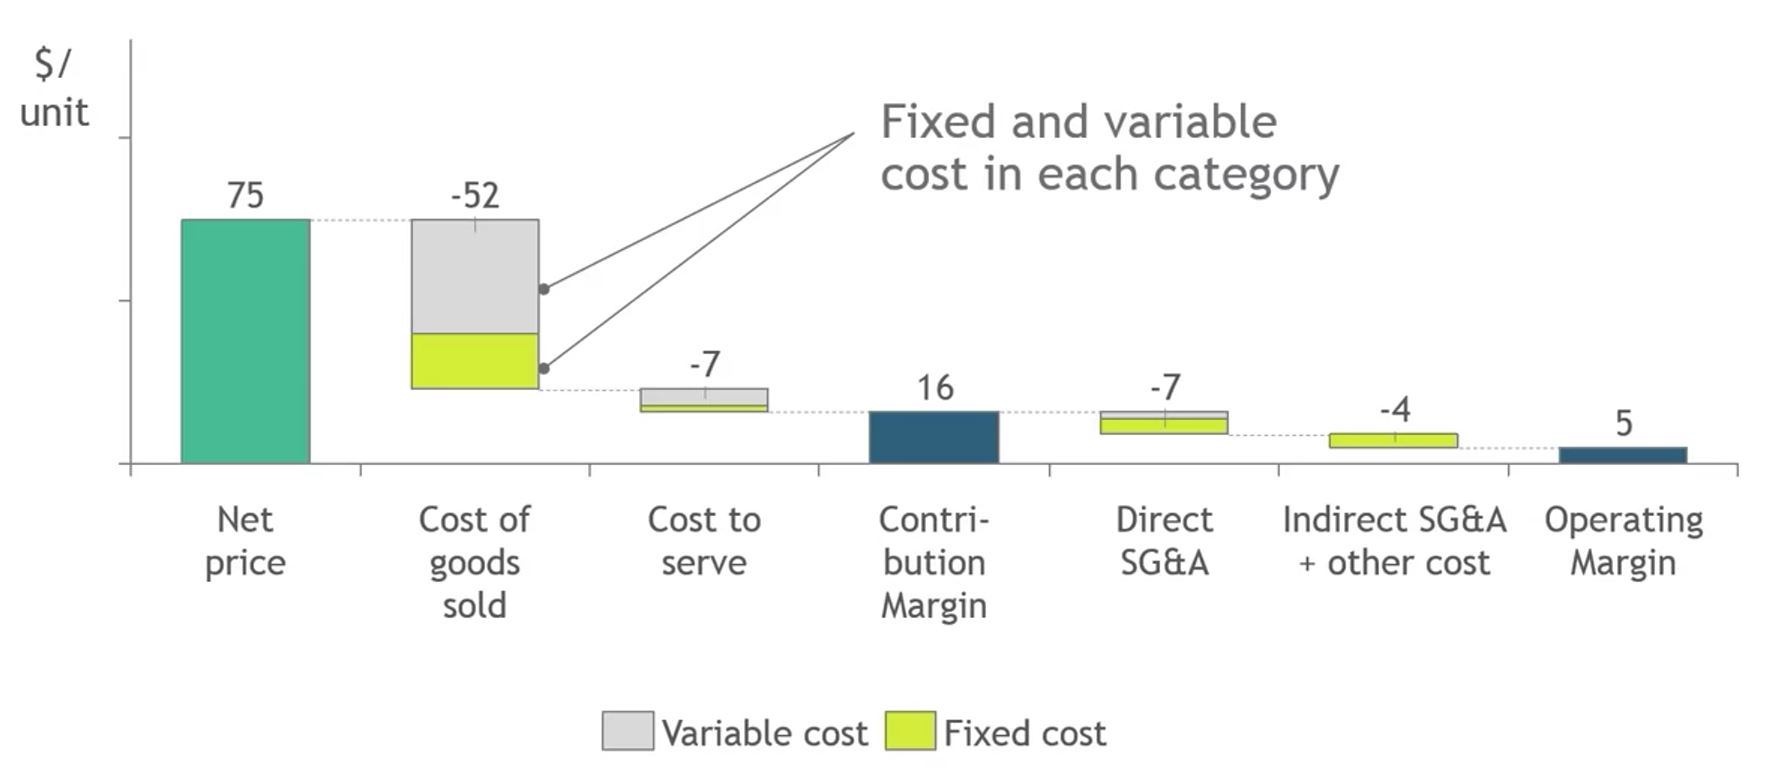 $/
unit
Fixed and variable
cost in each category
75
-52
-7
16
-7
-4
5
Net
price
Cost of
goods
sold
Cost to
serve
Contri-
bution
Margin
Direct
SG&A
Indirect SG&A
+ other cost
Operating
Margin
Variable cost
Fixed cost